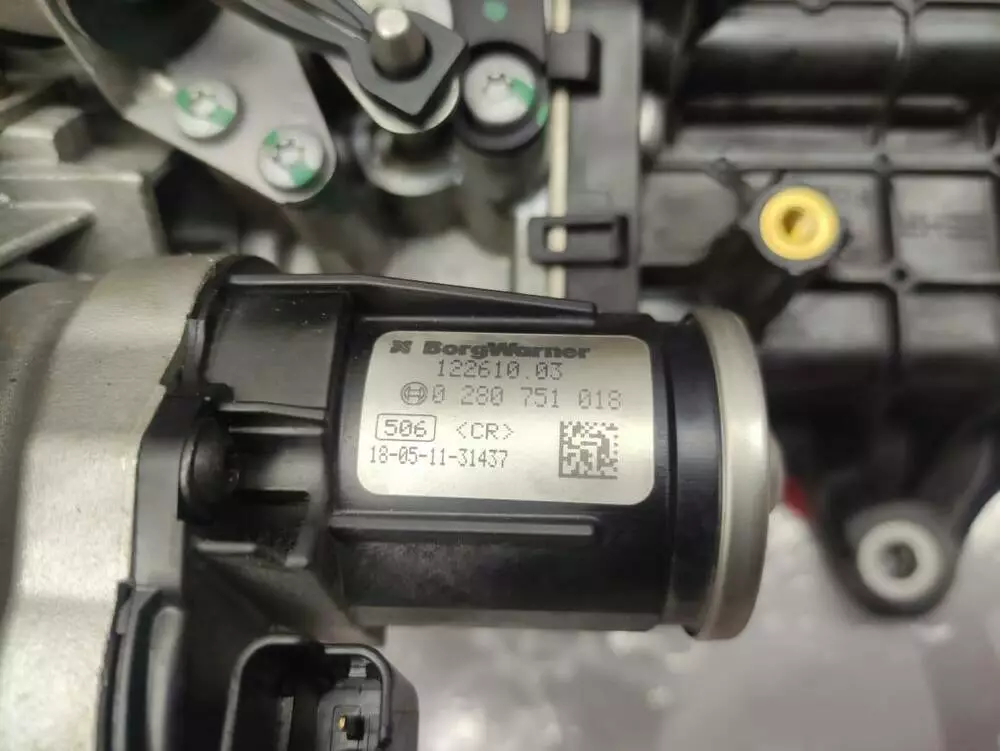 BorgWarner
122610.03
0 280 751 018
506 <CR>
18-05-11-31437